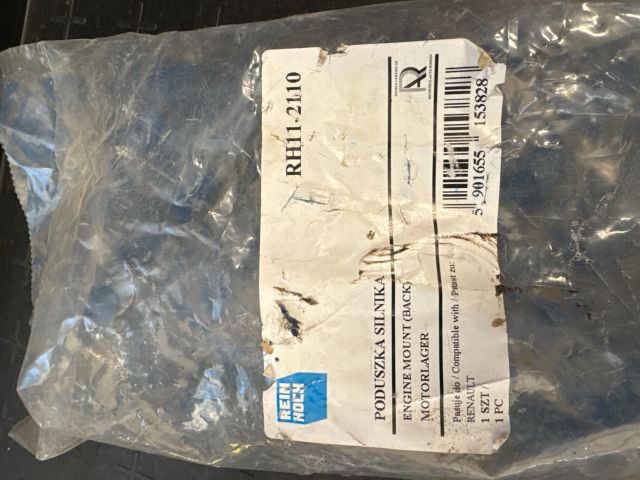 REIN
HOCH
RH11-2110
PODUSZKA SILNIKA
ENGINE MOUNT (BACK)
MOTORLAGER
Pasuje do / Compatible with / Passt zu:
RENAULT
1 SZT /
1 PC
5 901655 153828